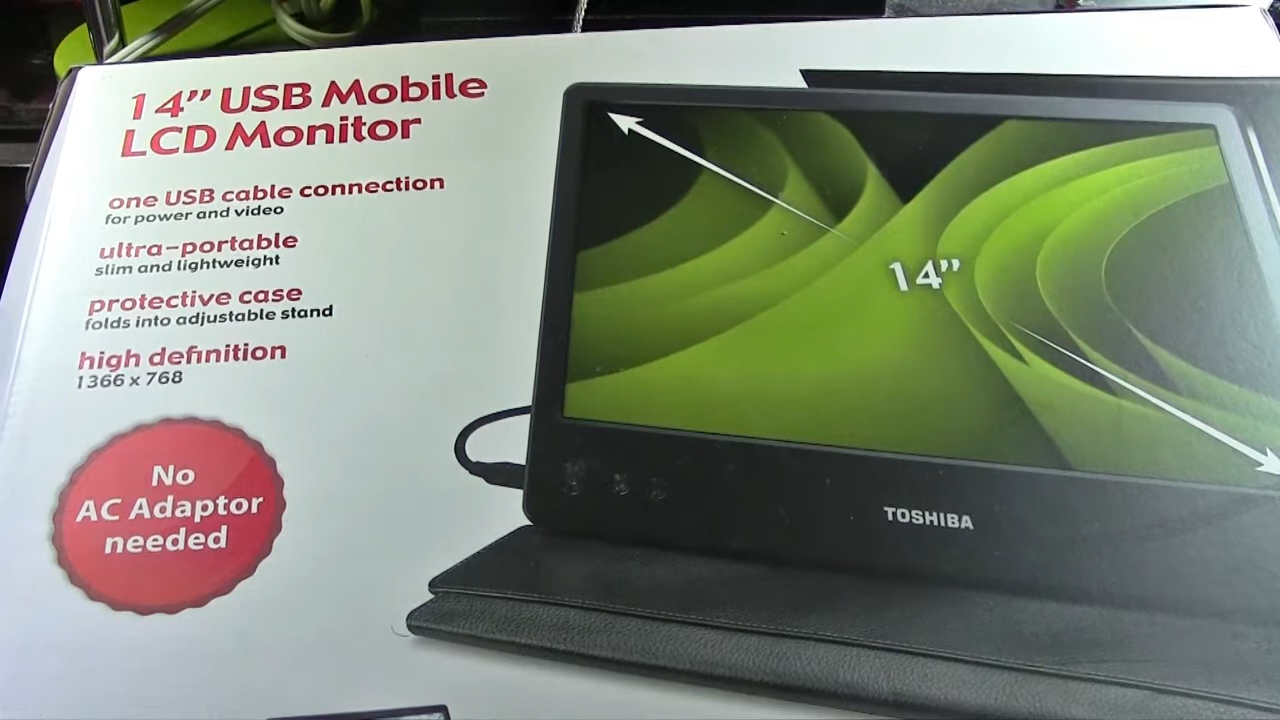 14” USB Mobile
LCD Monitor
one USB cable connection
for power and video
ultra-portable
slim and lightweight
protective case
folds into adjustable stand
high definition
1366 x 768
No
AC Adaptor
needed
14”
TOSHIBA